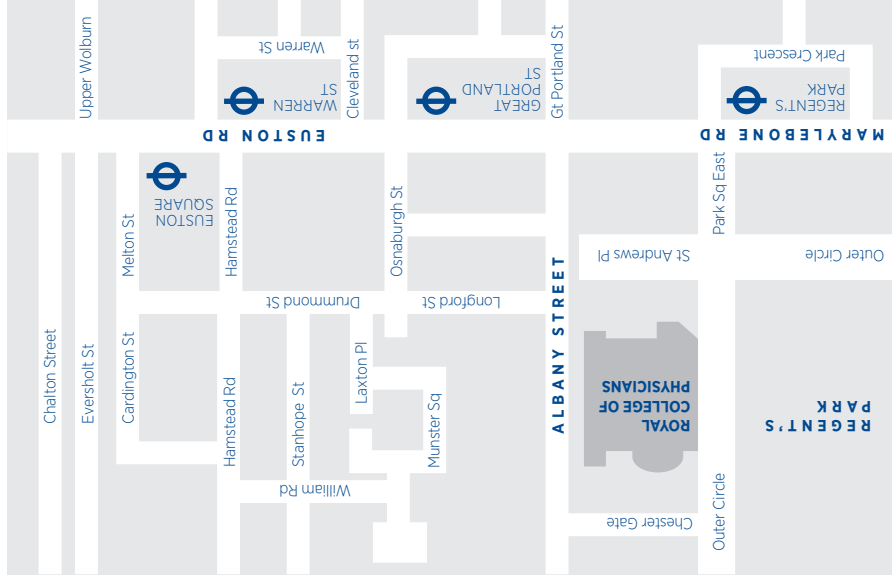 Chester Gate
Outer Circle
William Rd
REGENT'S
PARK
ROYAL
COLLEGE OF
PHYSICIANS
ALBANY STREET
Munster Sq
Laxton Pl
Stanhope St
Hamstead Rd
Cardington St
Eversholt St
Chalton Street
Longford St
Drummond St
Outer Circle
St Andrews Pl
Park Sq East
Osnaburgh St
Hamstead Rd
Melton St
EUSTON
SQUARE
MARYLEBONE RD
EUSTON RD
REGENT'S
PARK
GREAT
PORTLAND
ST
WARREN
ST
Gt Portland St
Cleveland st
Upper Wolburn
Park Crescent
Warren St